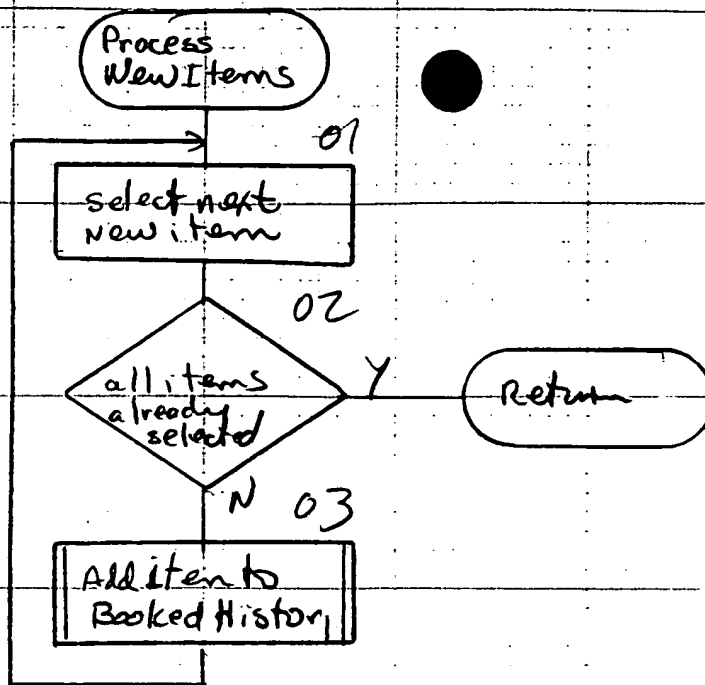 Process
New Items
01
select next
New item
02
all items
already
selected
Y
Return
N
03
Add item to
Booked History